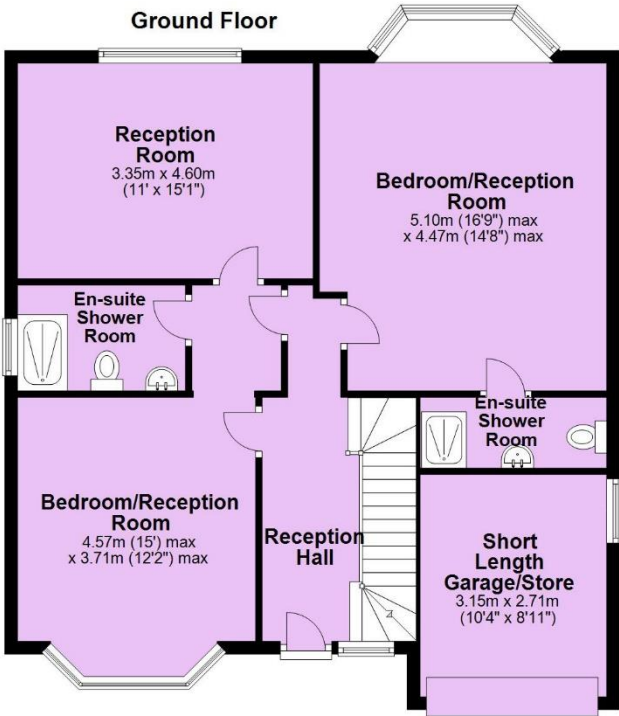 Ground Floor
Reception
Room
3.35m x 4.60m
(11' x 15'1")
Bedroom/Reception
Room
5.10m (16'9") max
x 4.47m (14'8") max
En-suite
Shower
Room
En-suite
Shower
Room
Bedroom/Reception
Room
4.57m (15') max
x 3.71m (12'2") max
Reception
Hall
Short
Length
Garage/Store
3.15m x 2.71m
(10'4" x 8'11")